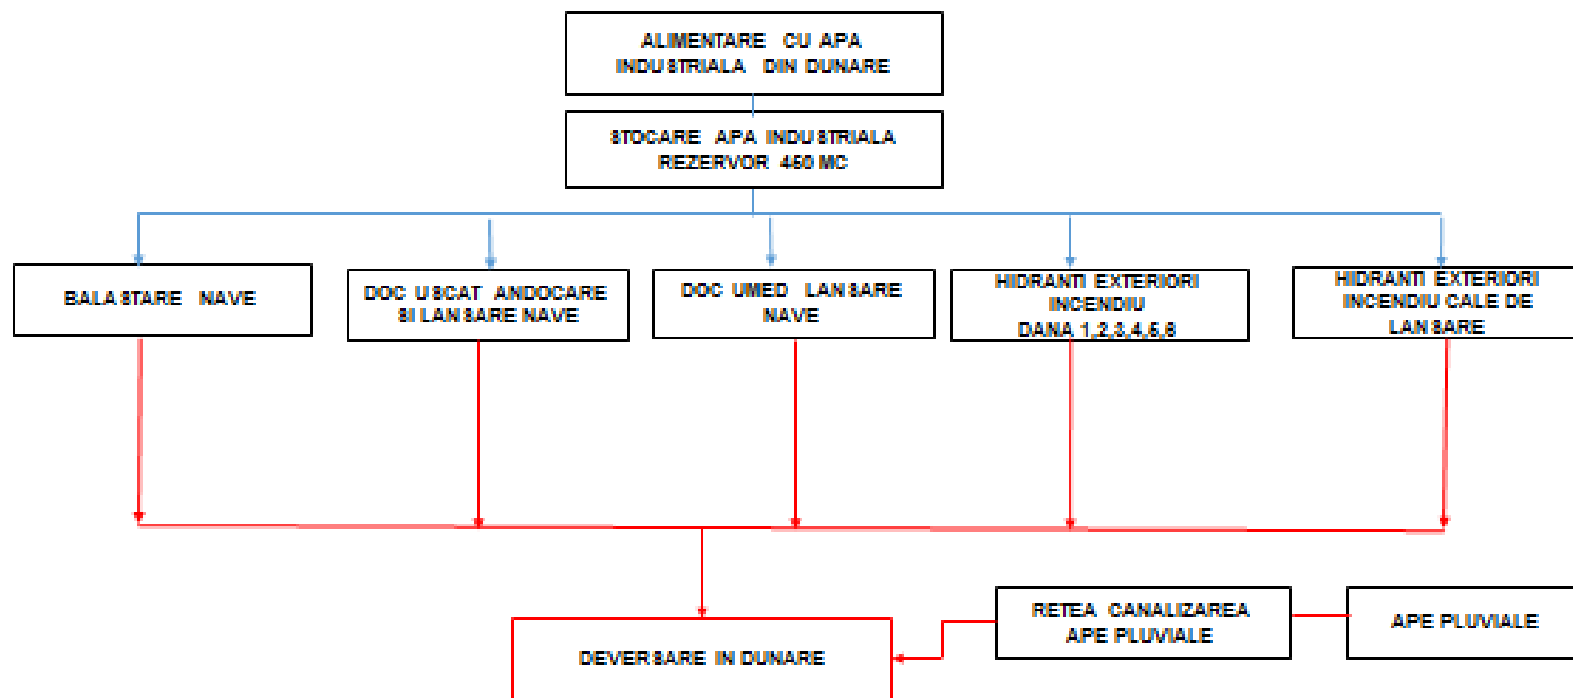 ALIMENTARE CU APA
INDUSTRIALA DIN DUNARE
STOCARE APA INDUSTRIALA
REZERVOR 450 MC
BALASTARE NAVE
DOC USCAT ANDOCARE
SI LANSARE NAVE
DOC UMED LANSARE
NAVE
HIDRANTI EXTERIORI
INCENDIU
DANA 1,2,3,4,5,6
HIDRANTI EXTERIORI
INCENDIU CALE DE
LANSARE
RETEA CANALIZAREA
APE PLUVIALE
APE PLUVIALE
DEVERSARE IN DUNARE